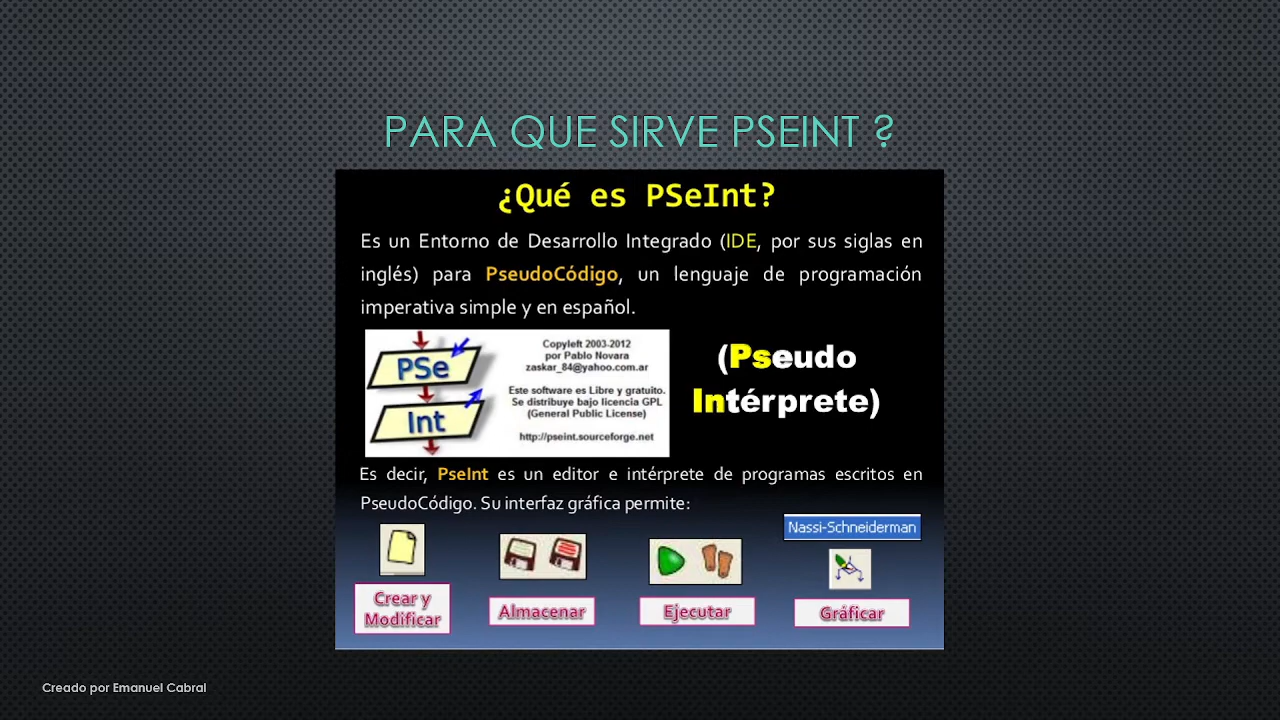 PARA QUE SIRVE PSEINT ?
¿Qué es PSeInt?
Es un Entorno de Desarrollo Integrado (IDE, por sus siglas en
inglés) para PseudoCódigo, un lenguaje de programación
imperativa simple y en español.
PSe
Int
Copyleft 2003-2012
por Pablo Novara
zaskar_84@yahoo.com.ar
Este software es Libre y gratuito.
Se distribuye bajo licencia GPL
(General Public License)
http://pseint.sourceforge.net
(Pseudo
Intérprete)
Es decir, PseInt es un editor e intérprete de programas escritos en
PseudoCódigo. Su interfaz gráfica permite:
Nassi-Schneiderman
Crear y
Modificar
Almacenar
Ejecutar
Gráficar
Creado por Emanuel Cabral